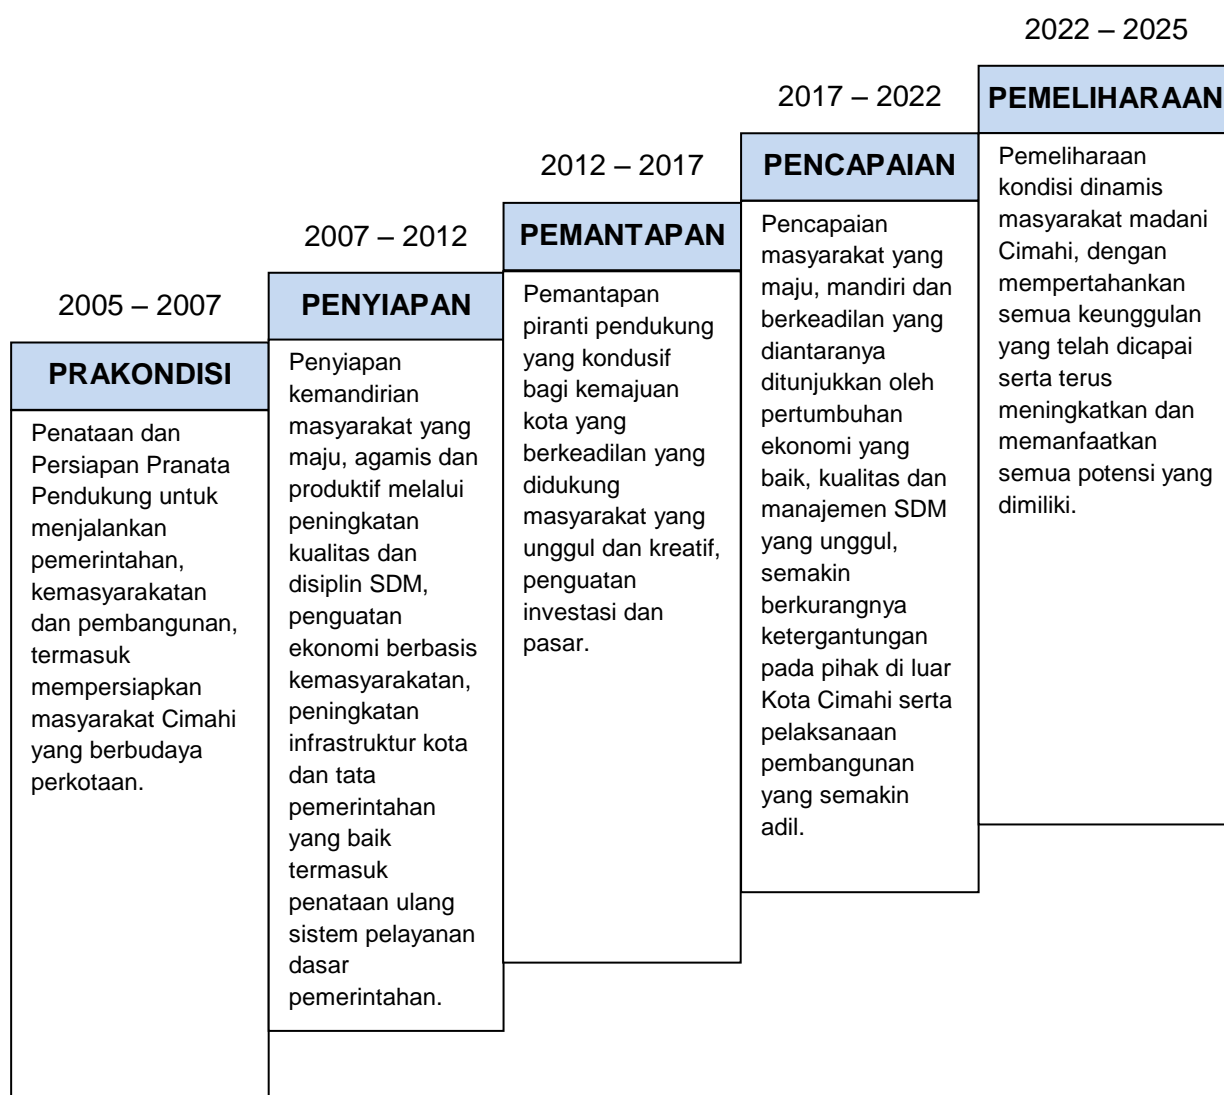 2005 – 2007
PRAKONDISI
Penataan dan
Persiapan Pranata
Pendukung untuk
menjalankan
pemerintahan,
kemasyarakatan
dan pembangunan,
termasuk
mempersiapkan
masyarakat Cimahi
yang berbudaya
perkotaan.
2007 – 2012
PENYIAPAN
Penyiapan
kemandirian
masyarakat yang
maju, agamis dan
produktif melalui
peningkatan
kualitas dan
disiplin SDM,
penguatan
ekonomi berbasis
kemasyarakatan,
peningkatan
infrastruktur kota
dan tata
pemerintahan
yang baik
termasuk
penataan ulang
sistem pelayanan
dasar
pemerintahan.
2012 – 2017
PEMANTAPAN
Pemantapan
piranti pendukung
yang kondusif
bagi kemajuan
kota yang
berkeadilan yang
didukung
masyarakat yang
unggul dan kreatif,
penguatan
investasi dan
pasar.
2017 – 2022
PENCAPAIAN
Pencapaian
masyarakat yang
maju, mandiri dan
berkeadilan yang
diantaranya
ditunjukkan oleh
pertumbuhan
ekonomi yang
baik, kualitas dan
manajemen SDM
yang unggul,
semakin
berkurangnya
ketergantungan
pada pihak di luar
Kota Cimahi serta
pelaksanaan
pembangunan
yang semakin
adil.
2022 – 2025
PEMELIHARAAN
Pemeliharaan
kondisi dinamis
masyarakat madani
Cimahi, dengan
mempertahankan
semua keunggulan
yang telah dicapai
serta terus
meningkatkan dan
memanfaatkan
semua potensi yang
dimiliki.